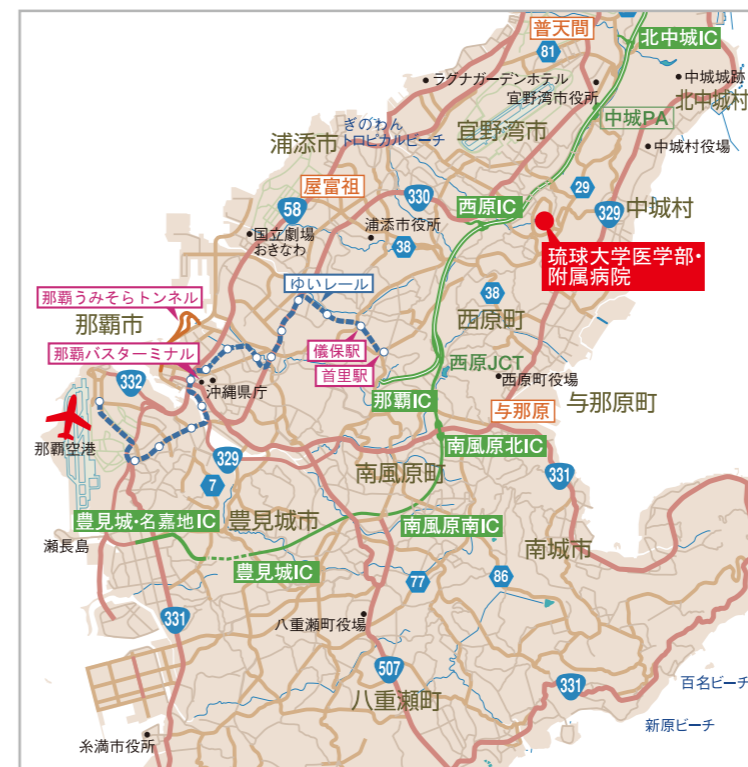 普天間
北中城IC
81
ラグナガーデンホテル
中城城跡
宜野湾市役所
北中城村
中城PA
ぎのわん
トロピカルビーチ
宜野湾市
浦添市
中城村役場
屋富祖
29
330
58
西原IC
329
中城村
国立劇場
おきなわ
浦添市役所
38
琉球大学医学部・
附属病院
ゆいレール
那覇うみそらトンネル
38
那覇市
儀保駅
西原町
那覇バスターミナル
首里駅
西原JCT
332
沖縄県庁
西原町役場
那覇IC
与那原
与那原町
那覇空港
南風原北IC
329
南風原町
331
7
豊見城・名嘉地IC
豊見城市
南風原南IC
瀬長島
南城市
豊見城IC
77
86
331
八重瀬町役場
507
331
百名ビーチ
八重瀬町
新原ビーチ
糸満市役所